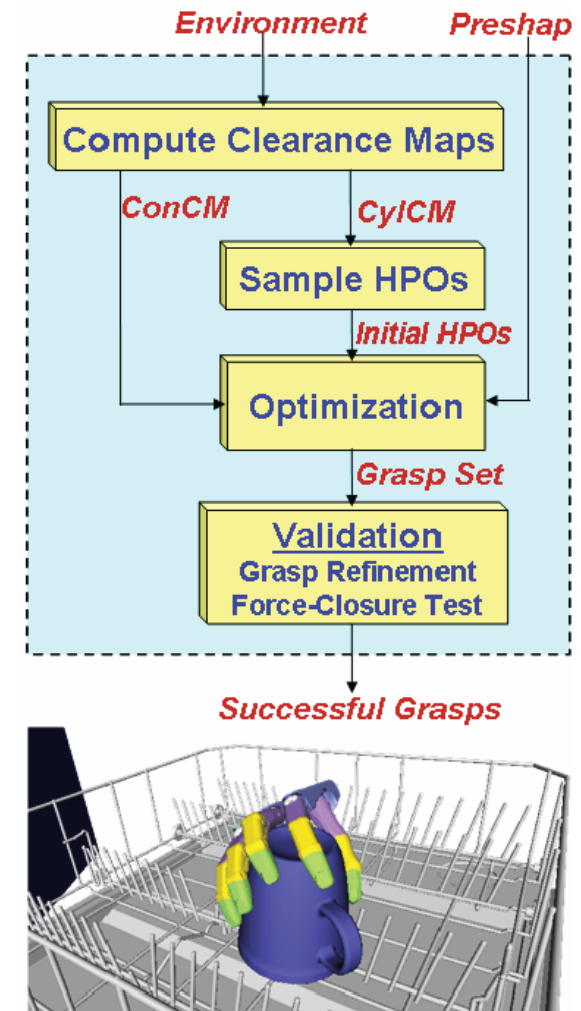 Environment
Preshap
Compute Clearance Maps
ConCM
CylCM
Sample HPOs
Initial HPOs
Optimization
Grasp Set
Validation
Grasp Refinement
Force-Closure Test
Successful Grasps